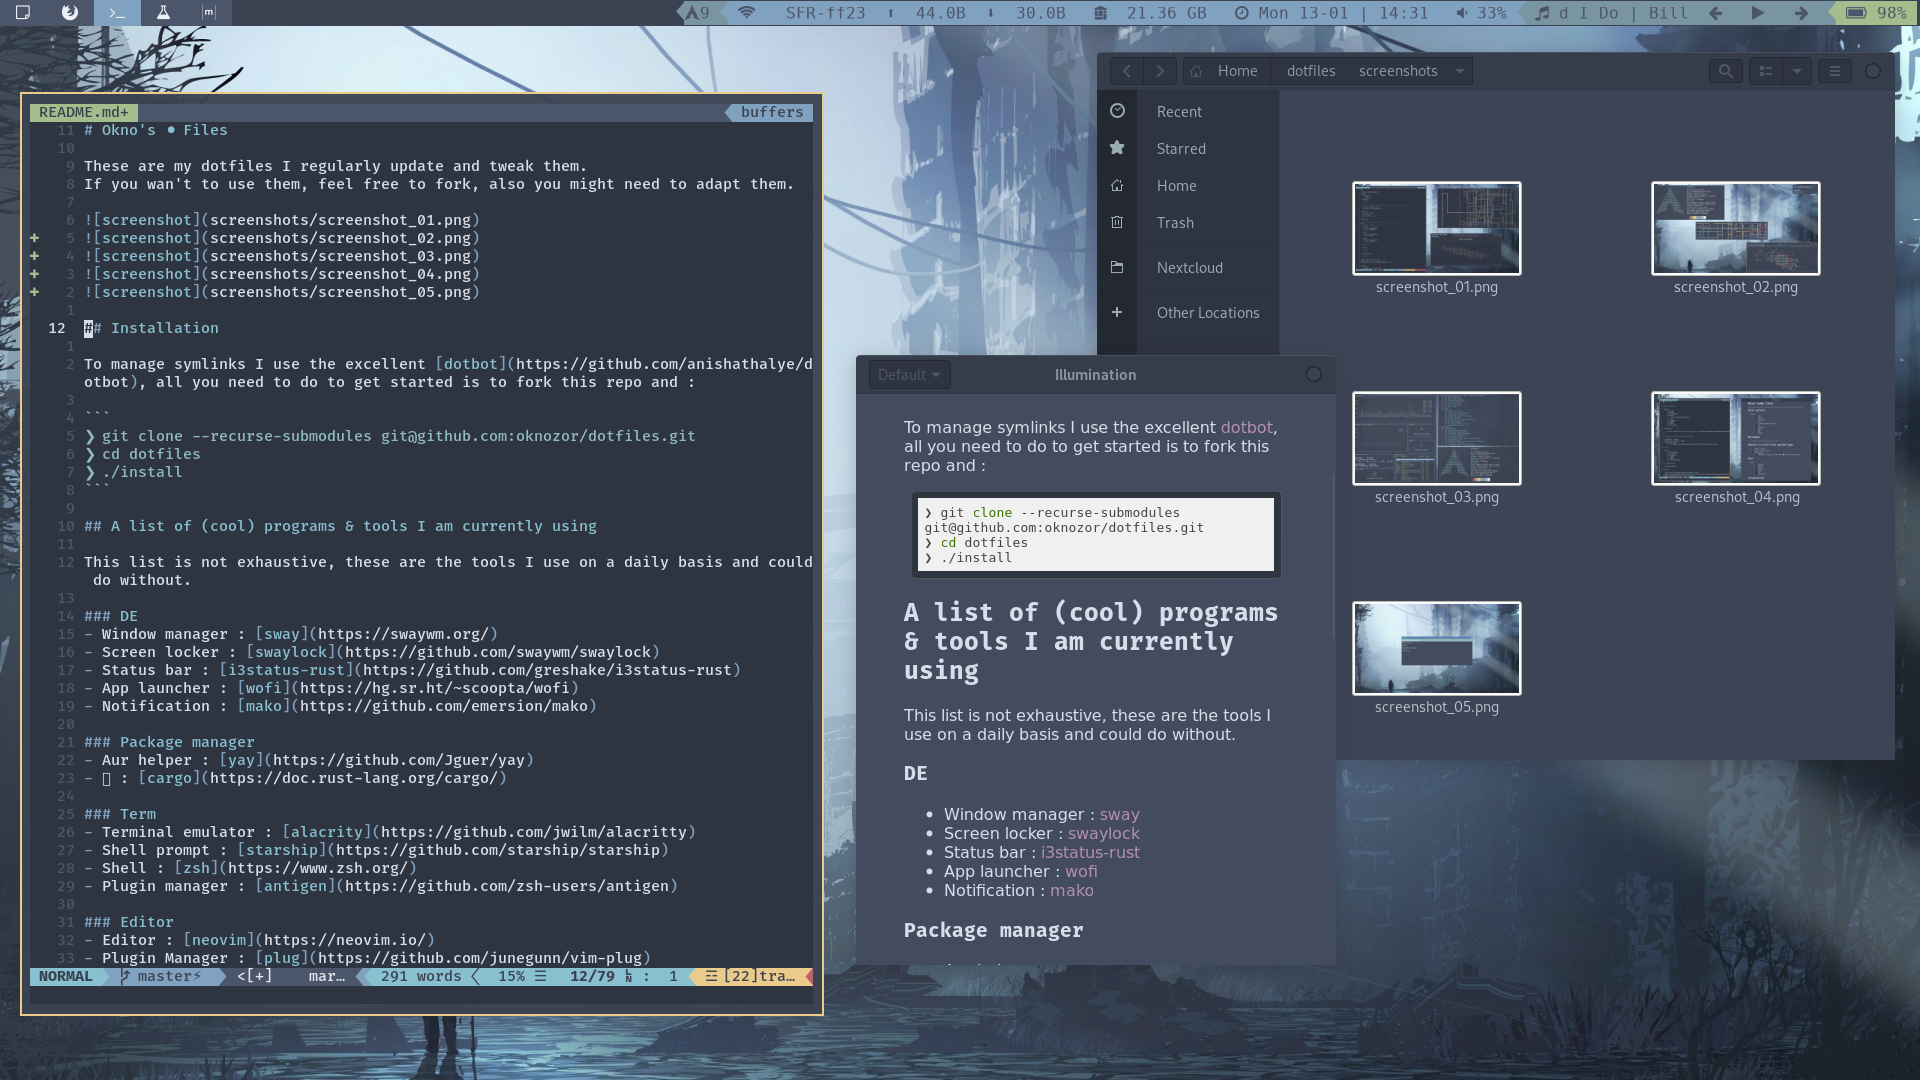 9 SFR-ff23 44.0B 30.0B 21.36 GB Mon 13-01 | 14:31 33% d I Do | Bill 98%
README.md+ buffers
11 # Okno's • Files
10
9 These are my dotfiles I regularly update and tweak them.
8 If you wan't to use them, feel free to fork, also you might need to adapt them.
7
6 ![screenshot](screenshots/screenshot_01.png)
+ 5 ![screenshot](screenshots/screenshot_02.png)
+ 4 ![screenshot](screenshots/screenshot_03.png)
+ 3 ![screenshot](screenshots/screenshot_04.png)
+ 2 ![screenshot](screenshots/screenshot_05.png)
1
12 ## Installation
1
2 To manage symlinks I use the excellent [dotbot](https://github.com/anishathalye/d
otbot), all you need to do to get started is to fork this repo and :
3
4 ```
5 ❯ git clone --recurse-submodules git@github.com:oknozor/dotfiles.git
6 ❯ cd dotfiles
7 ❯ ./install
8 ```
9
10 ## A list of (cool) programs & tools I am currently using
11
12 This list is not exhaustive, these are the tools I use on a daily basis and could
do without.
13
14 ### DE
15 - Window manager : [sway](https://swaywm.org/)
16 - Screen locker : [swaylock](https://github.com/swaywm/swaylock)
17 - Status bar : [i3status-rust](https://github.com/greshake/i3status-rust)
18 - App launcher : [wofi](https://hg.sr.ht/~scoopta/wofi)
19 - Notification : [mako](https://github.com/emersion/mako)
20
21 ### Package manager
22 - Aur helper : [yay](https://github.com/Jguer/yay)
23 - : [cargo](https://doc.rust-lang.org/cargo/)
24
25 ### Term
26 - Terminal emulator : [alacrity](https://github.com/jwilm/alacritty)
27 - Shell prompt : [starship](https://github.com/starship/starship)
28 - Shell : [zsh](https://www.zsh.org/)
29 - Plugin manager : [antigen](https://github.com/zsh-users/antigen)
30
31 ### Editor
32 - Editor : [neovim](https://neovim.io/)
33 - Plugin Manager : [plug](https://github.com/junegunn/vim-plug)
NORMAL master⚡ <[+] mar… 291 words 15% ☰ 12/79 : 1 ☲ [22]tra…
Home dotfiles screenshots
Recent
Starred
Home
Trash
Nextcloud
Other Locations
screenshot_01.png
screenshot_02.png
screenshot_03.png
screenshot_04.png
screenshot_05.png
Default Illumination
To manage symlinks I use the excellent dotbot,
all you need to do to get started is to fork this
repo and :
❯ git clone --recurse-submodules
git@github.com:oknozor/dotfiles.git
❯ cd dotfiles
❯ ./install
A list of (cool) programs
& tools I am currently
using
This list is not exhaustive, these are the tools I
use on a daily basis and could do without.
DE
• Window manager : sway
• Screen locker : swaylock
• Status bar : i3status-rust
• App launcher : wofi
• Notification : mako
Package manager